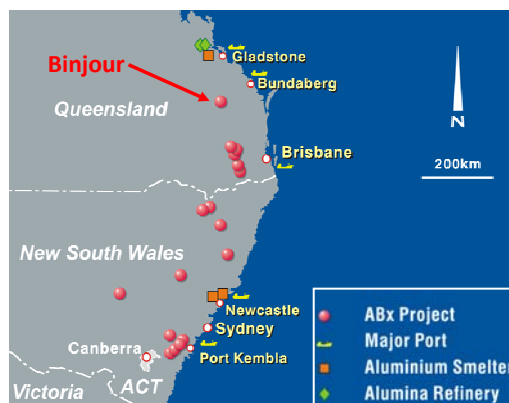 Gladstone
Binjour
Bundaberg
Queensland
N
Brisbane
200km
New South Wales
Newcastle
Sydney
Canberra
Port Kembla
ACT
Victoria
ABx Project
Major Port
Aluminium Smelter
Alumina Refinery